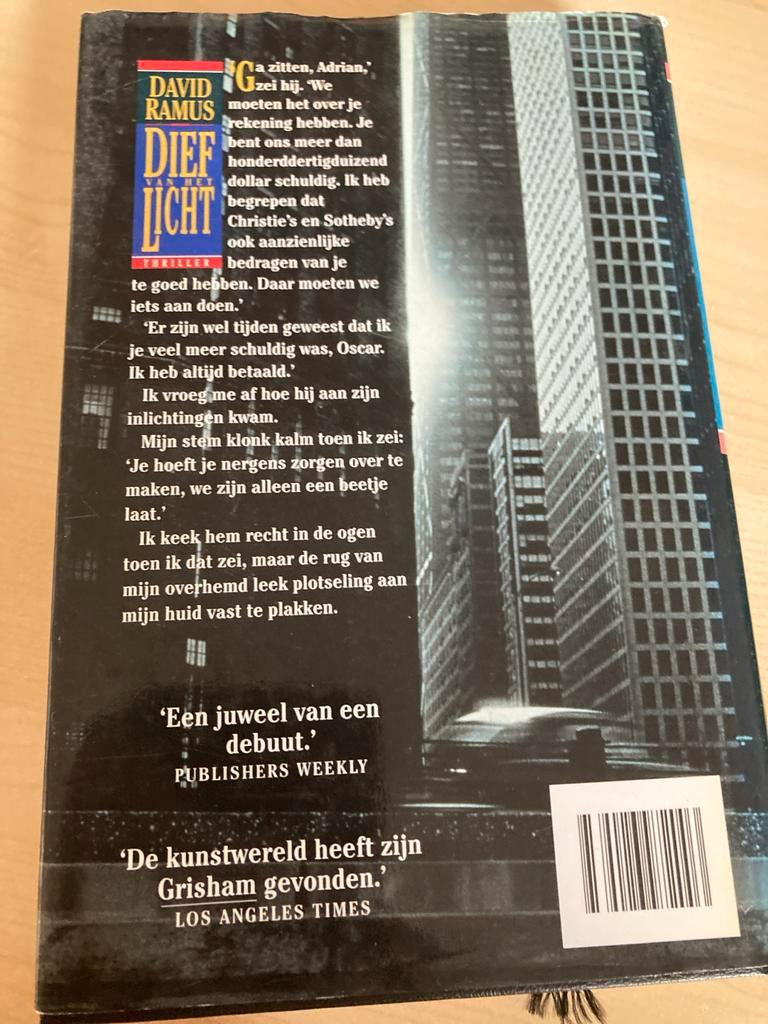 DAVID
RAMUS
DIEF
VAN HET
LICHT
THRILLER
'Ga zitten, Adrian,'
zei hij. 'We
moeten het over je
rekening hebben. Je
bent ons meer dan
honderddertigduizend
dollar schuldig. Ik heb
begrepen dat
Christie's en Sotheby's
ook aanzienlijke
bedragen van je
te goed hebben. Daar moeten we
iets aan doen.'
'Er zijn wel tijden geweest dat ik
je veel meer schuldig was, Oscar.
Ik heb altijd betaald.'
Ik vroeg me af hoe hij aan zijn
inlichtingen kwam.
Mijn stem klonk kalm toen ik zei:
'Je hoeft je nergens zorgen over te
maken, we zijn alleen een beetje
laat.'
Ik keek hem recht in de ogen
toen ik dat zei, maar de rug van
mijn overhemd leek plotseling aan
mijn huid vast te plakken.
'Een juweel van een
debuut.'
PUBLISHERS WEEKLY
'De kunstwereld heeft zijn
Grisham gevonden.'
LOS ANGELES TIMES